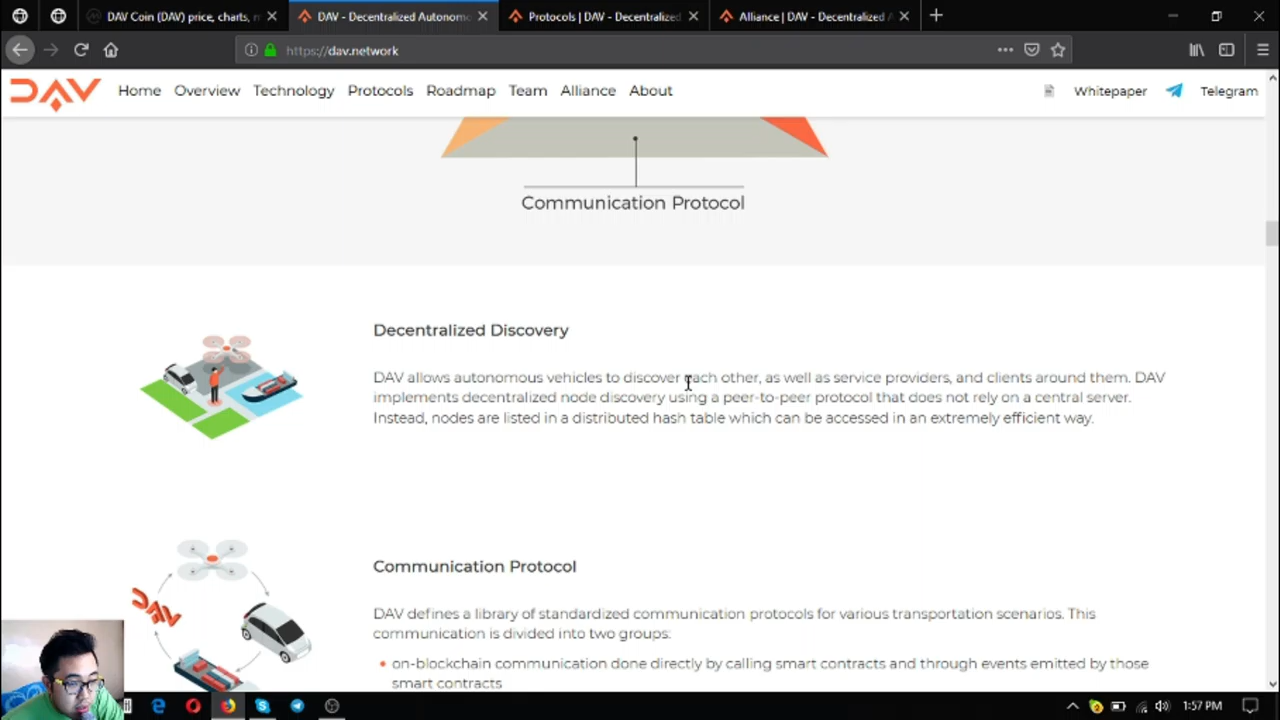 DAV Coin (DAV) price, charts, m
DAV - Decentralized Autonomo
Protocols | DAV - Decentralized
Alliance | DAV - Decentralized A
https://dav.network
DAV
Home
Overview
Technology
Protocols
Roadmap
Team
Alliance
About
Whitepaper
Telegram
Communication Protocol
Decentralized Discovery
DAV allows autonomous vehicles to discover each other, as well as service providers, and clients around them. DAV
implements decentralized node discovery using a peer-to-peer protocol that does not rely on a central server.
Instead, nodes are listed in a distributed hash table which can be accessed in an extremely efficient way.
Communication Protocol
DAV
DAV defines a library of standardized communication protocols for various transportation scenarios. This
communication is divided into two groups:
on-blockchain communication done directly by calling smart contracts and through events emitted by those
smart contracts
1:57 PM